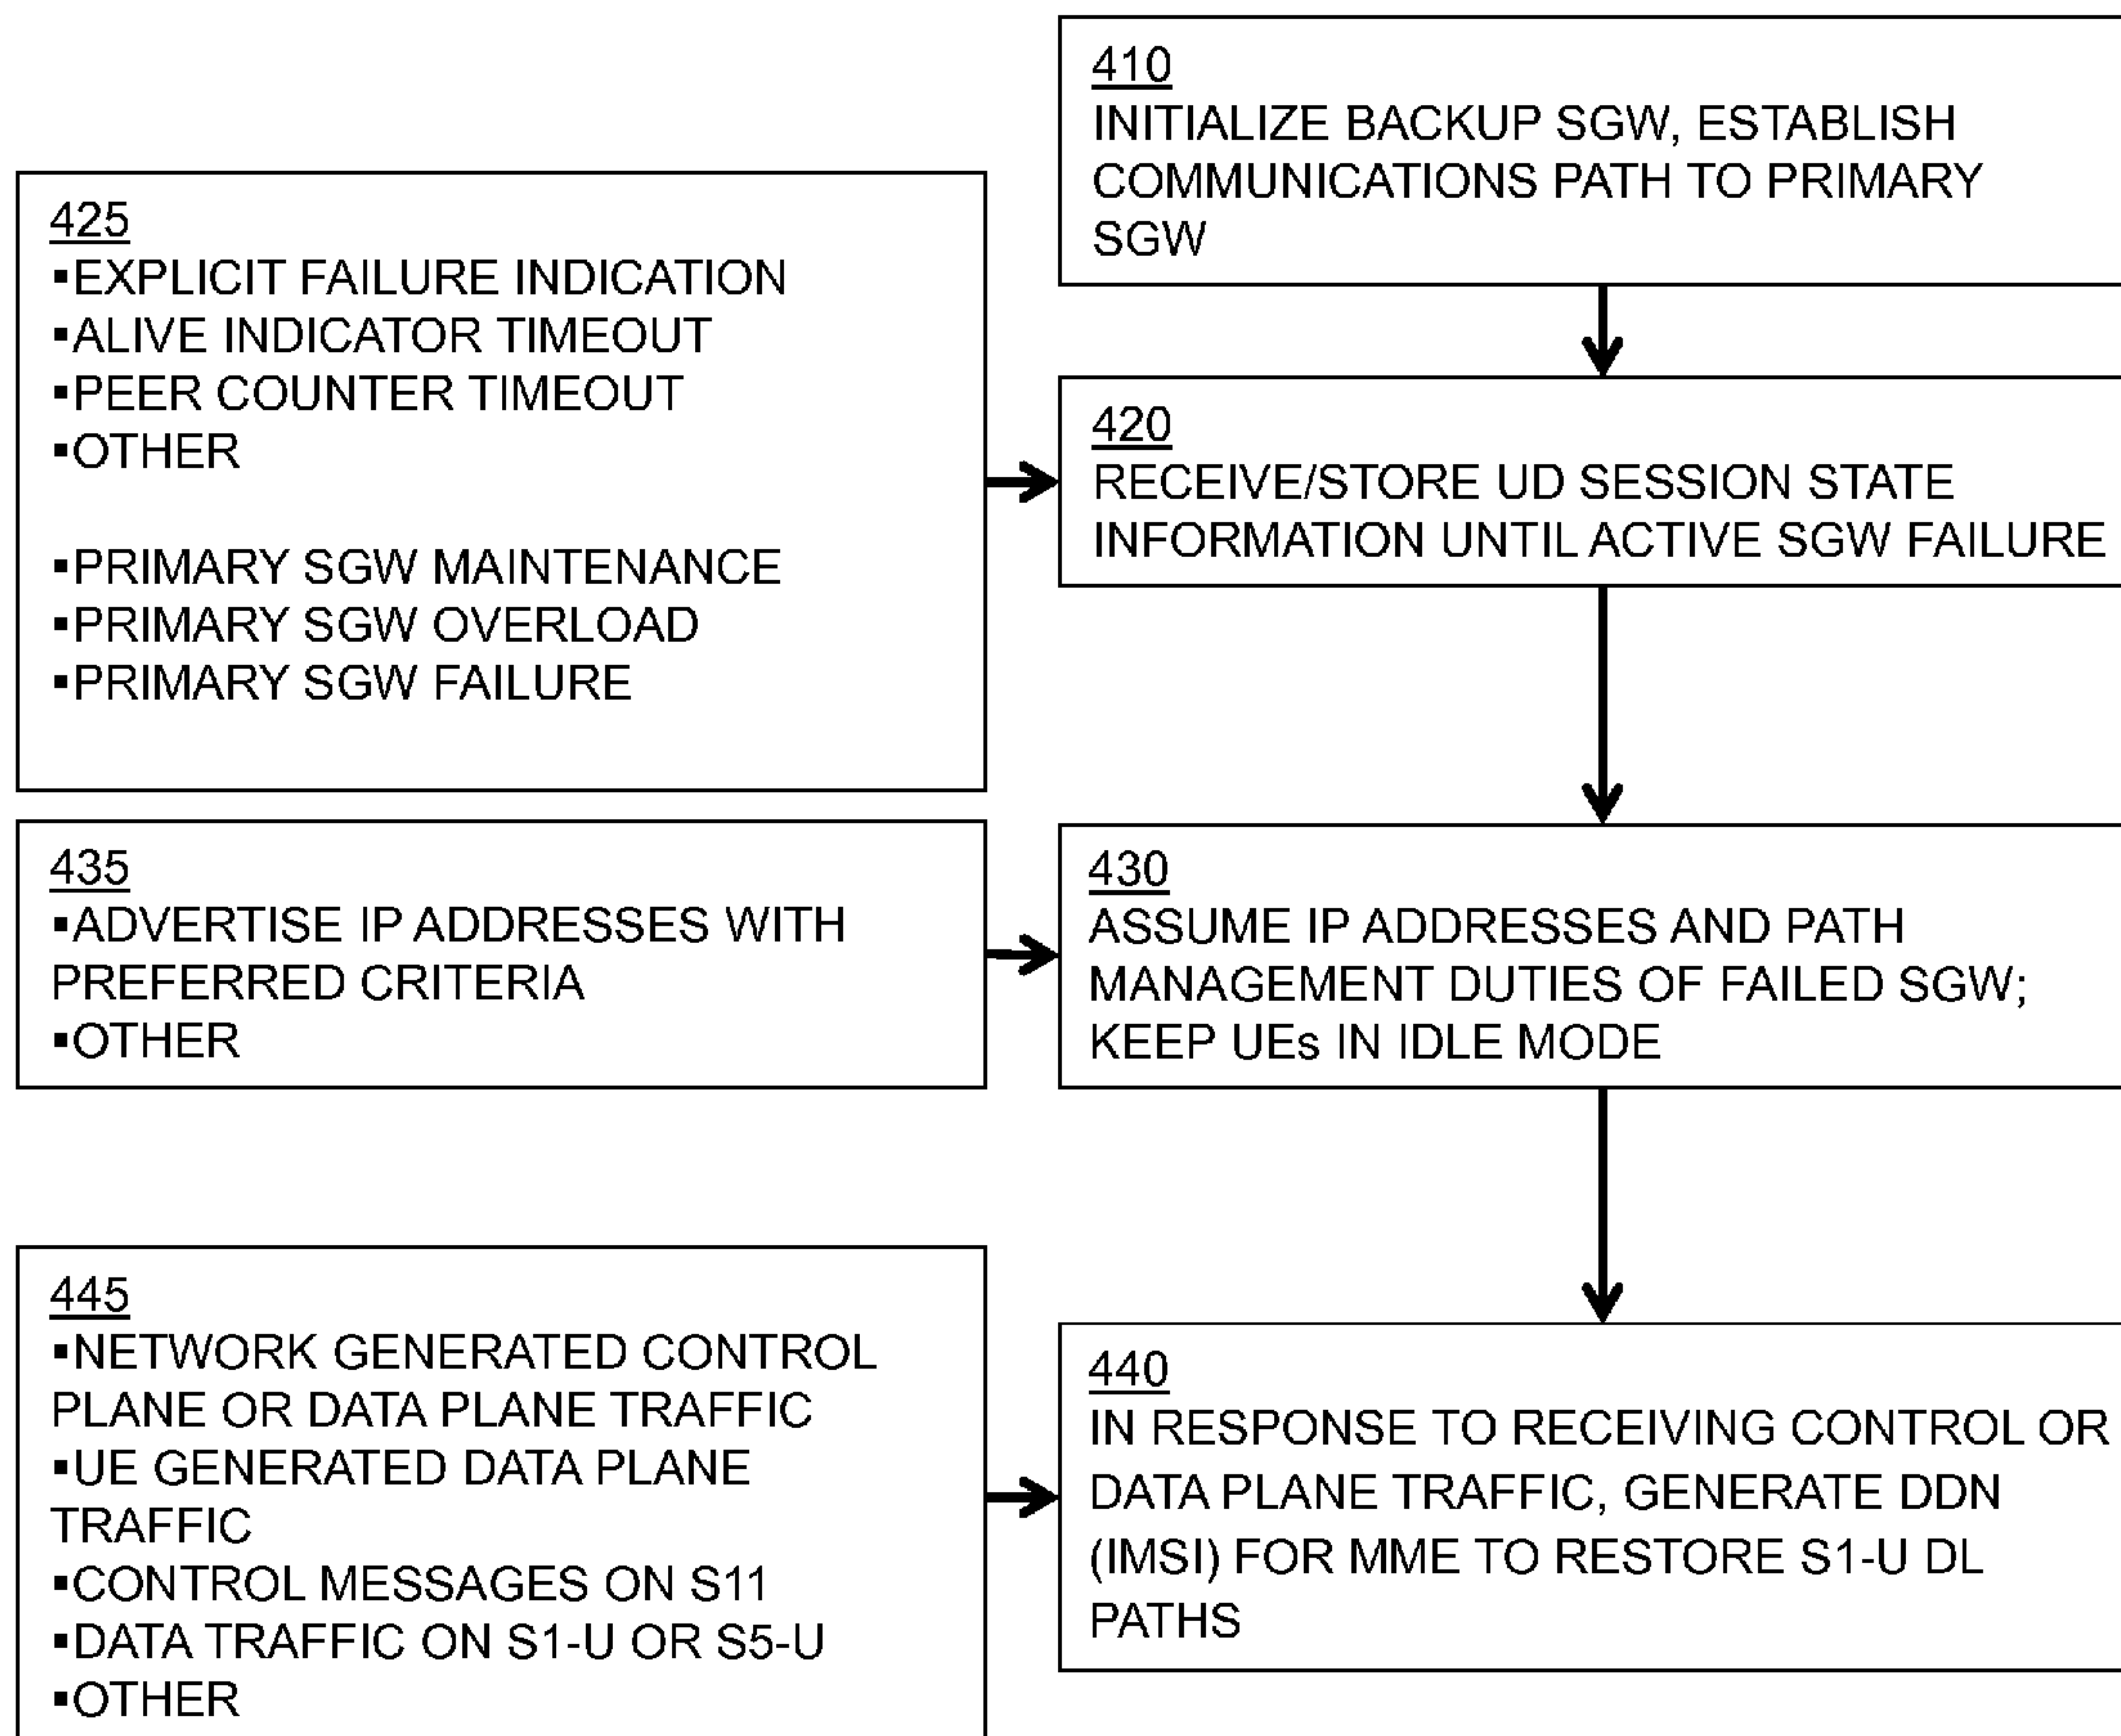 410
INITIALIZE BACKUP SGW, ESTABLISH
COMMUNICATIONS PATH TO PRIMARY
SGW
425
▪EXPLICIT FAILURE INDICATION
▪ALIVE INDICATOR TIMEOUT
▪PEER COUNTER TIMEOUT
▪OTHER
▪PRIMARY SGW MAINTENANCE
▪PRIMARY SGW OVERLOAD
▪PRIMARY SGW FAILURE
420
RECEIVE/STORE UD SESSION STATE
INFORMATION UNTIL ACTIVE SGW FAILURE
435
▪ADVERTISE IP ADDRESSES WITH
PREFERRED CRITERIA
▪OTHER
430
ASSUME IP ADDRESSES AND PATH
MANAGEMENT DUTIES OF FAILED SGW;
KEEP UEs IN IDLE MODE
445
▪NETWORK GENERATED CONTROL
PLANE OR DATA PLANE TRAFFIC
▪UE GENERATED DATA PLANE
TRAFFIC
▪CONTROL MESSAGES ON S11
▪DATA TRAFFIC ON S1-U OR S5-U
▪OTHER
440
IN RESPONSE TO RECEIVING CONTROL OR
DATA PLANE TRAFFIC, GENERATE DDN
(IMSI) FOR MME TO RESTORE S1-U DL
PATHS